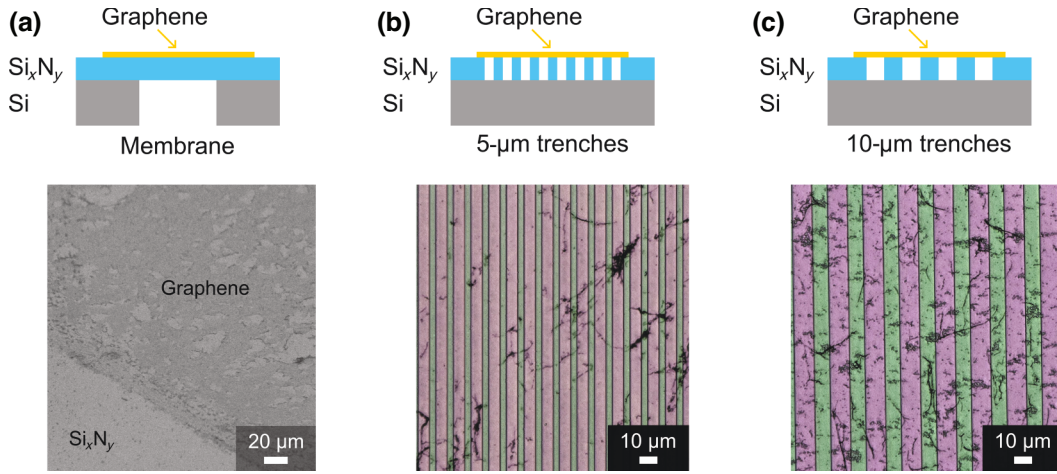 (a)
Graphene
SixNy
Si
Membrane
Graphene
SixNy
20 µm
(b)
Graphene
SixNy
Si
5-µm trenches
10 µm
(c)
Graphene
SixNy
Si
10-µm trenches
10 µm